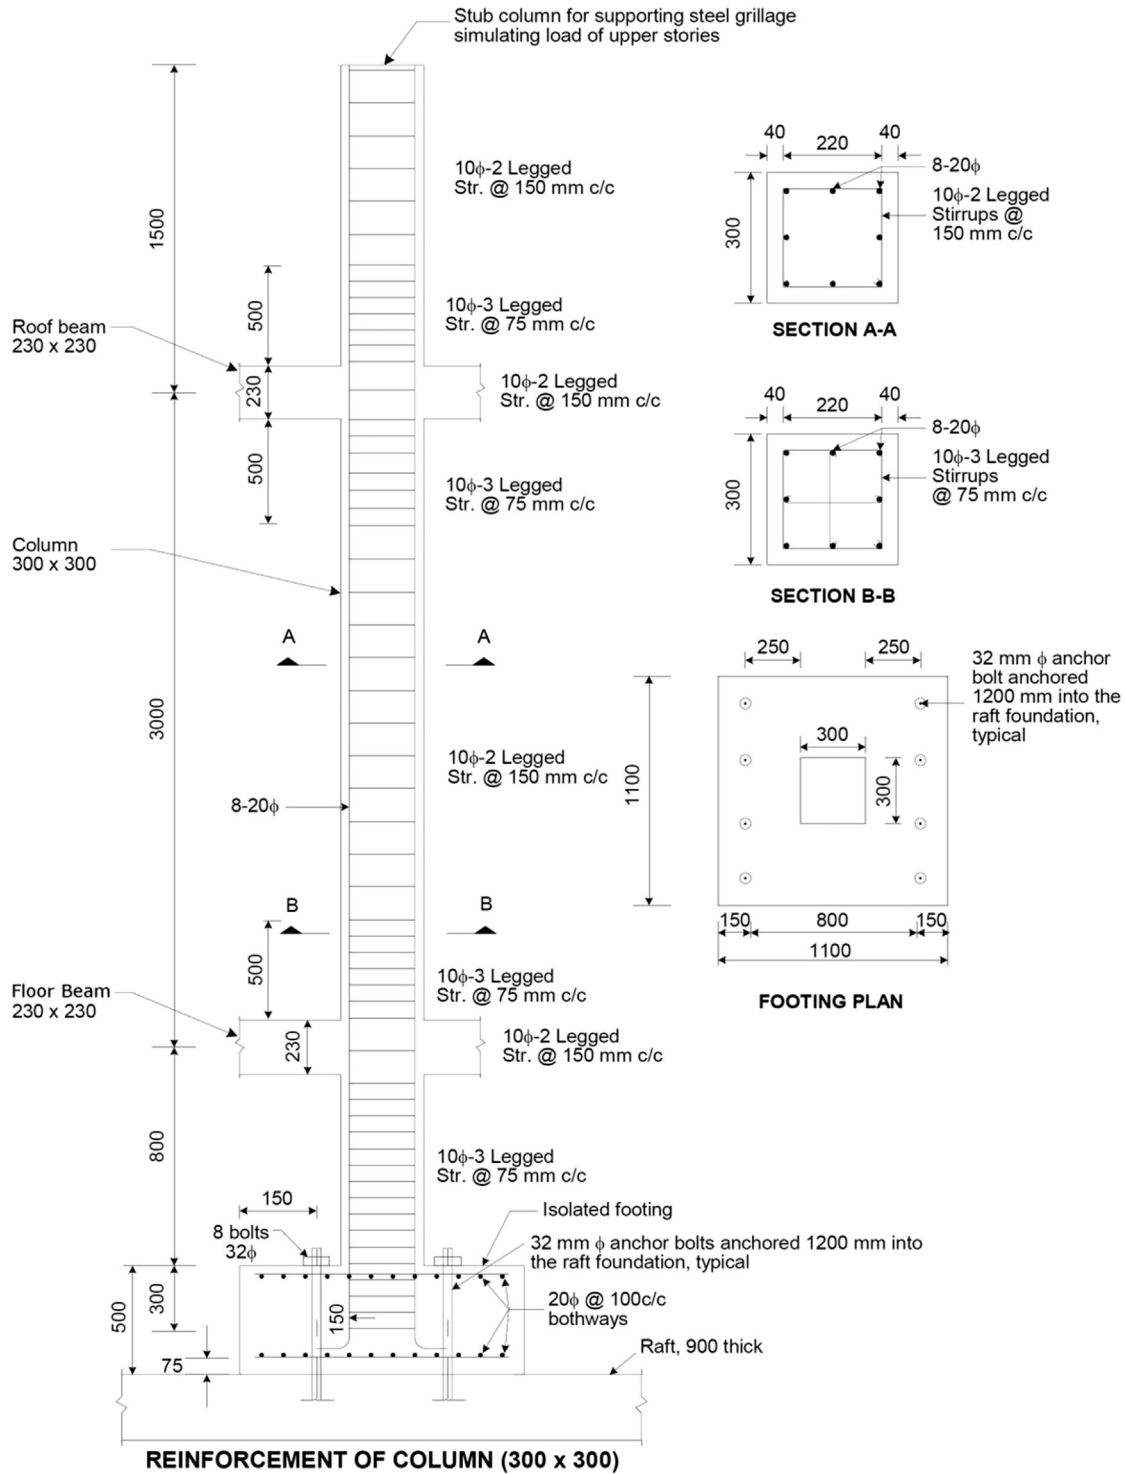 Stub column for supporting steel grillage
simulating load of upper stories
1500
10ϕ-2 Legged
Str. @ 150 mm c/c
500
10ϕ-3 Legged
Str. @ 75 mm c/c
Roof beam
230 x 230
230
10ϕ-2 Legged
Str. @ 150 mm c/c
500
10ϕ-3 Legged
Str. @ 75 mm c/c
Column
300 x 300
A
A
3000
10ϕ-2 Legged
Str. @ 150 mm c/c
8-20ϕ
B
B
500
10ϕ-3 Legged
Str. @ 75 mm c/c
Floor Beam
230 x 230
230
10ϕ-2 Legged
Str. @ 150 mm c/c
800
10ϕ-3 Legged
Str. @ 75 mm c/c
150
8 bolts
32ϕ
Isolated footing
32 mm ϕ anchor bolts anchored 1200 mm into
the raft foundation, typical
500
300
150
20ϕ @ 100c/c
bothways
75
Raft, 900 thick
REINFORCEMENT OF COLUMN (300 x 300)
40
220
40
8-20ϕ
300
10ϕ-2 Legged
Stirrups @
150 mm c/c
SECTION A-A
40
220
40
8-20ϕ
300
10ϕ-3 Legged
Stirrups
@ 75 mm c/c
SECTION B-B
250
250
32 mm ϕ anchor
bolt anchored
1200 mm into the
raft foundation,
typical
300
300
1100
150
800
150
1100
FOOTING PLAN